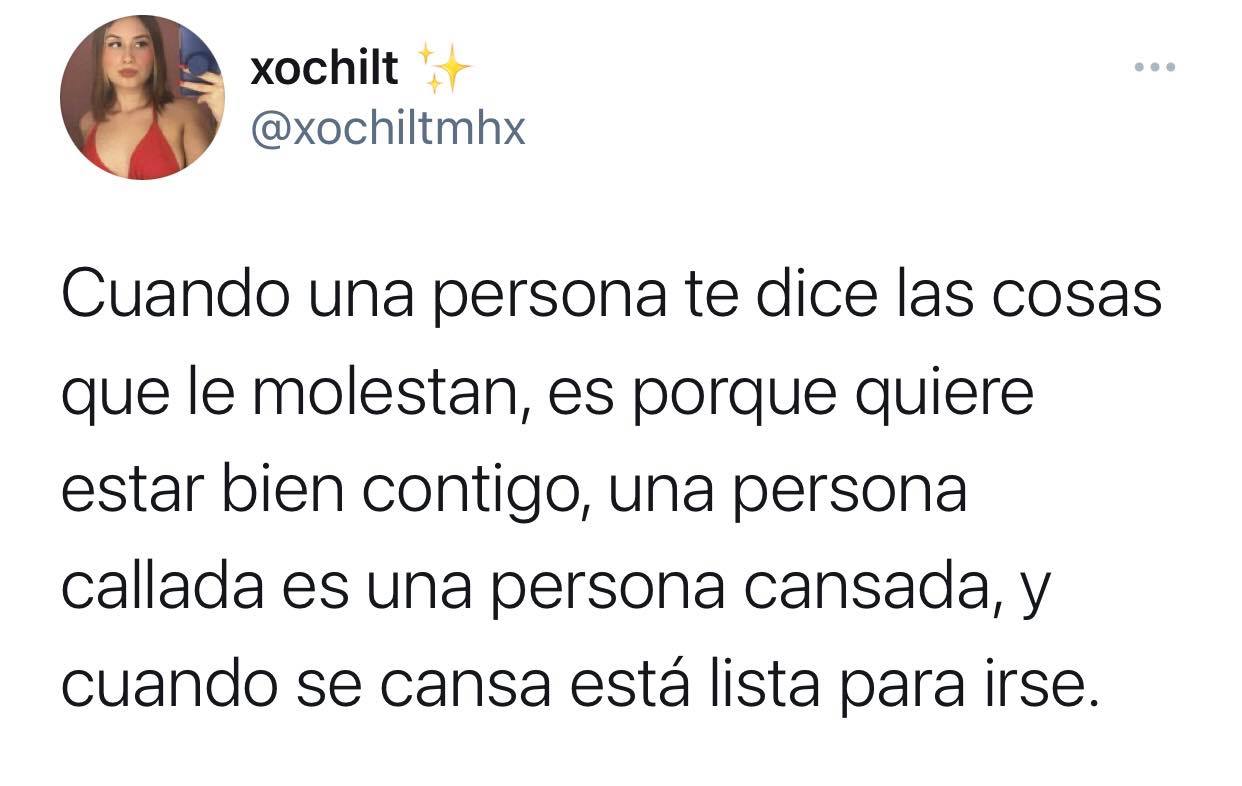 xochilt ✨
@xochiltmhx
Cuando una persona te dice las cosas
que le molestan, es porque quiere
estar bien contigo, una persona
callada es una persona cansada, y
cuando se cansa está lista para irse.